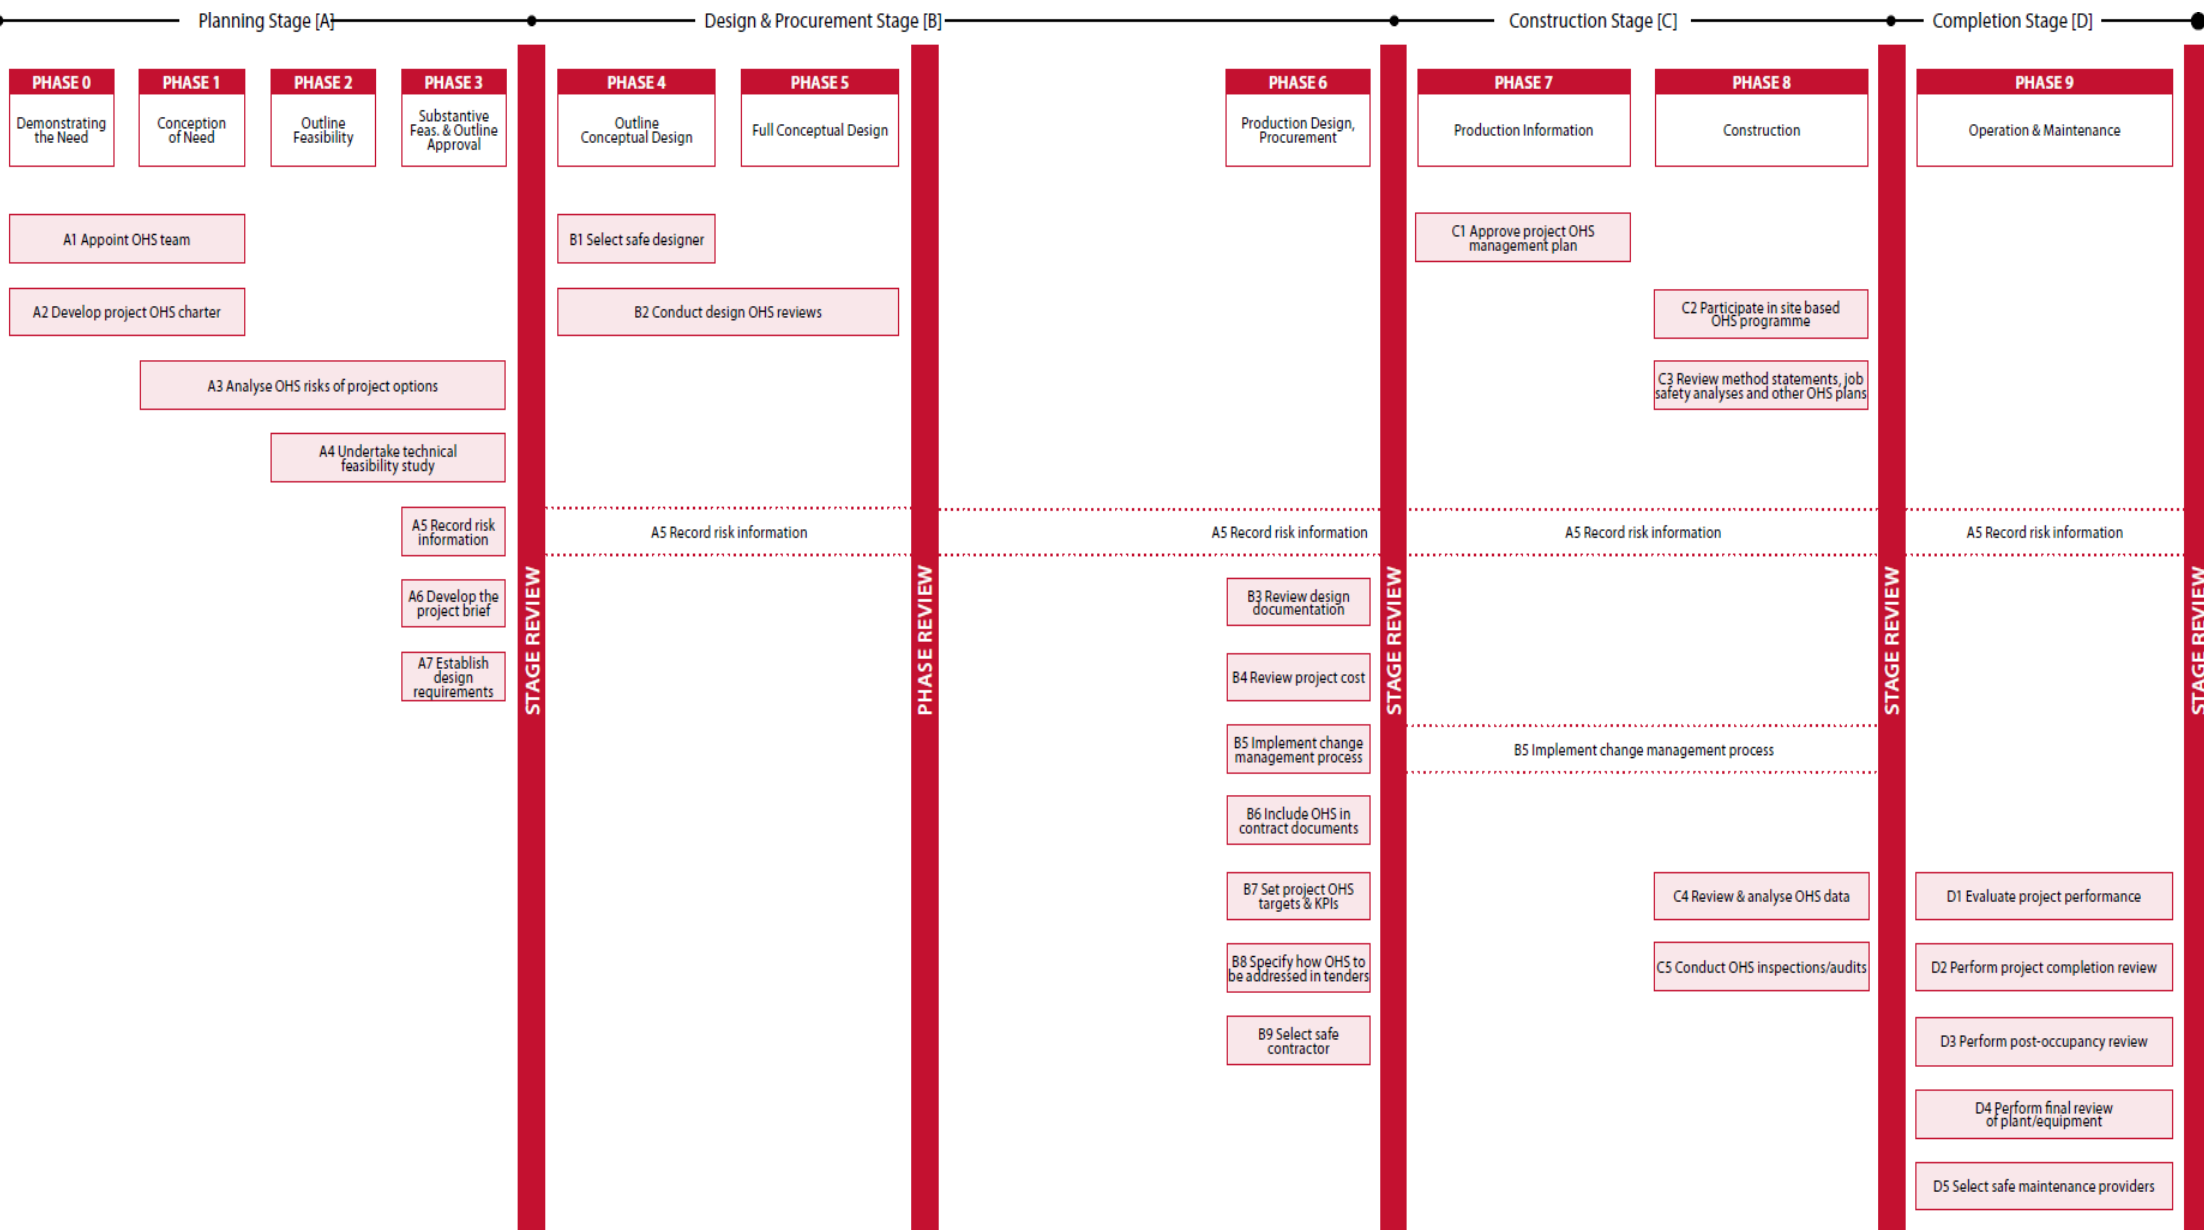 Planning Stage [A]
Design & Procurement Stage [B]
Construction Stage [C]
Completion Stage [D]
PHASE 0
Demonstrating
the Need
PHASE 1
Conception
of Need
PHASE 2
Outline
Feasibility
PHASE 3
Substantive
Feas. & Outline
Approval
PHASE 4
Outline
Conceptual Design
PHASE 5
Full Conceptual Design
PHASE 6
Production Design,
Procurement
PHASE 7
Production Information
PHASE 8
Construction
PHASE 9
Operation & Maintenance
A1 Appoint OHS team
B1 Select safe designer
C1 Approve project OHS
management plan
A2 Develop project OHS charter
B2 Conduct design OHS reviews
C2 Participate in site based
OHS programme
A3 Analyse OHS risks of project options
C3 Review method statements, job
safety analyses and other OHS plans
A4 Undertake technical
feasibility study
A5 Record risk
information
A5 Record risk information
A5 Record risk information
A5 Record risk information
A5 Record risk information
A6 Develop the
project brief
B3 Review design
documentation
A7 Establish
design
requirements
B4 Review project cost
STAGE REVIEW
PHASE REVIEW
STAGE REVIEW
STAGE REVIEW
STAGE REVIEW
B5 Implement change
management process
B5 Implement change management process
B6 Include OHS in
contract documents
B7 Set project OHS
targets & KPIs
C4 Review & analyse OHS data
D1 Evaluate project performance
B8 Specify how OHS to
be addressed in tenders
C5 Conduct OHS inspections/audits
D2 Perform project completion review
B9 Select safe
contractor
D3 Perform post-occupancy review
D4 Perform final review
of plant/equipment
D5 Select safe maintenance providers